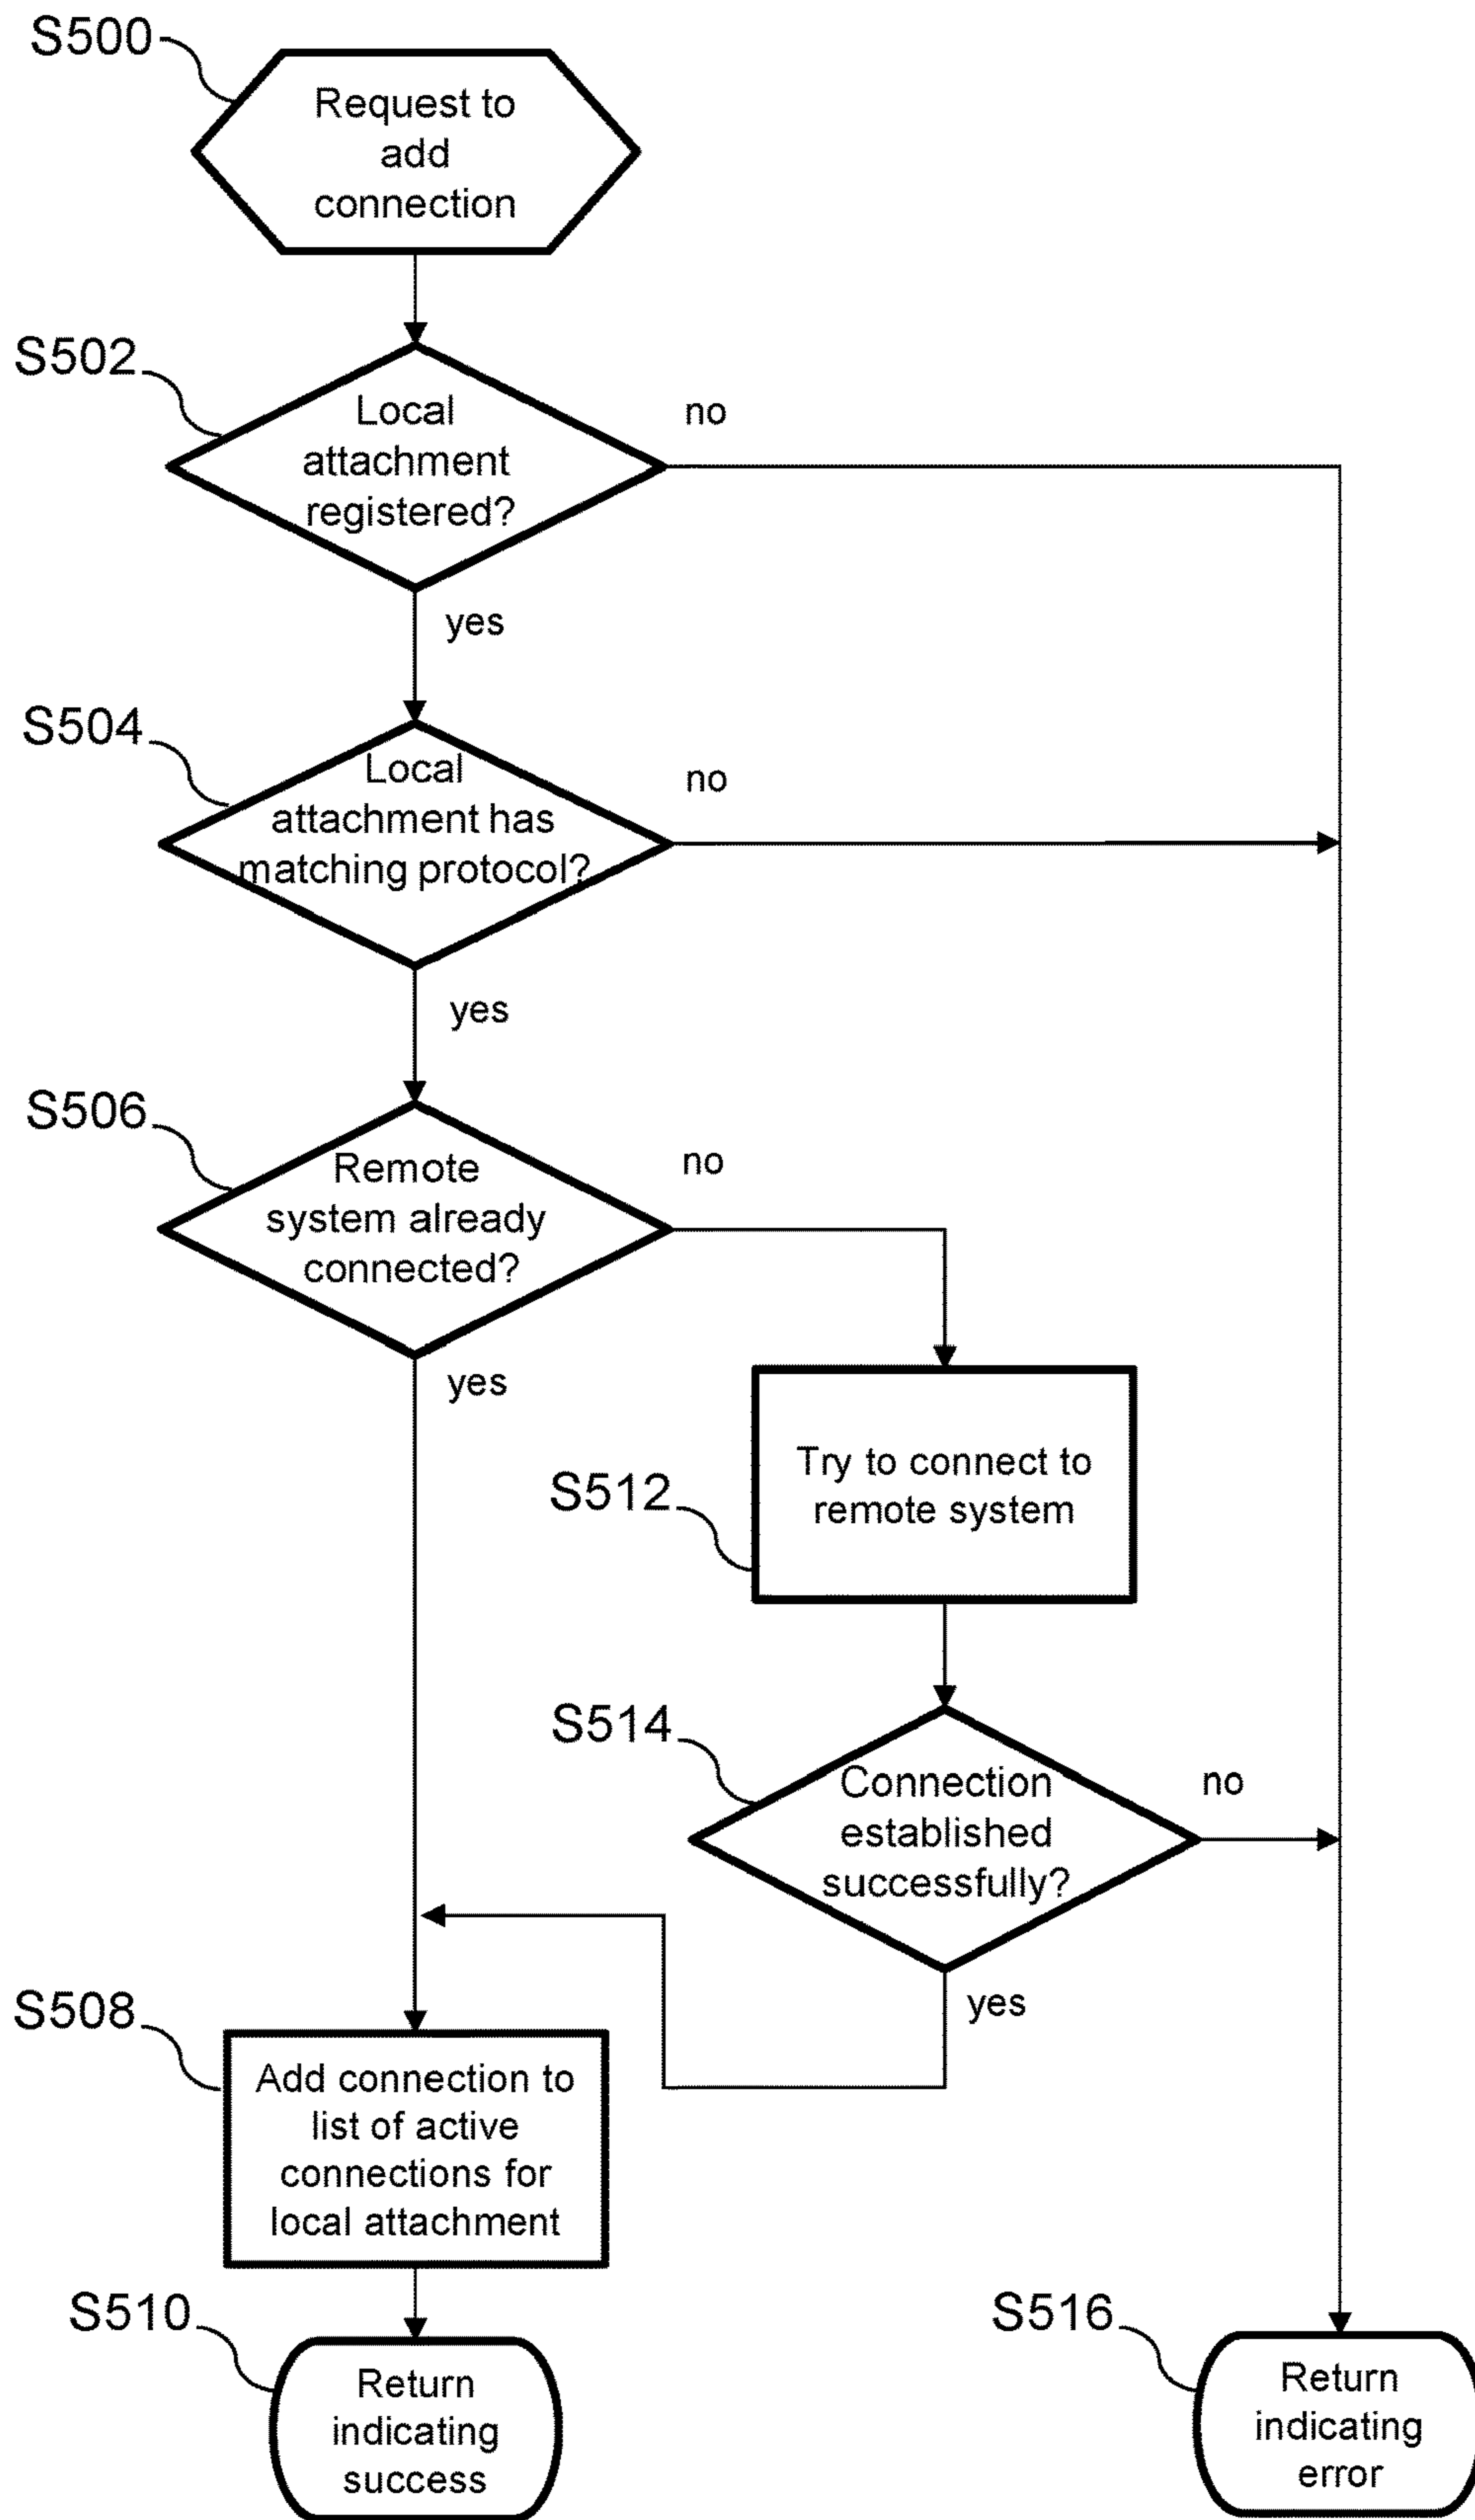 S500
Request to
add
connection
S502
Local
attachment
registered?
no
yes
S504
Local
attachment has
matching protocol?
no
yes
S506
Remote
system already
connected?
no
yes
S512
Try to connect to
remote system
S514
Connection
established
successfully?
no
yes
S508
Add connection to
list of active
connections for
local attachment
S510
Return
indicating
success
S516
Return
indicating
error